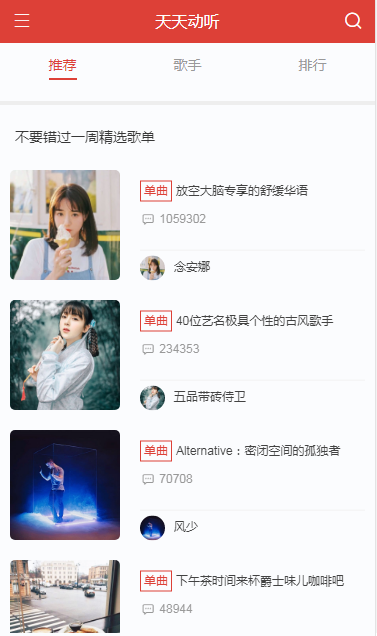 天天动听
推荐 歌手 排行
不要错过一周精选歌单
单曲 放空大脑专享的舒缓华语
1059302
念安娜
单曲 40位艺名极具个性的古风歌手
234353
五品带砖侍卫
单曲 Alternative：密闭空间的孤独者
70708
风少
单曲 下午茶时间来杯爵士味儿咖啡吧
48944